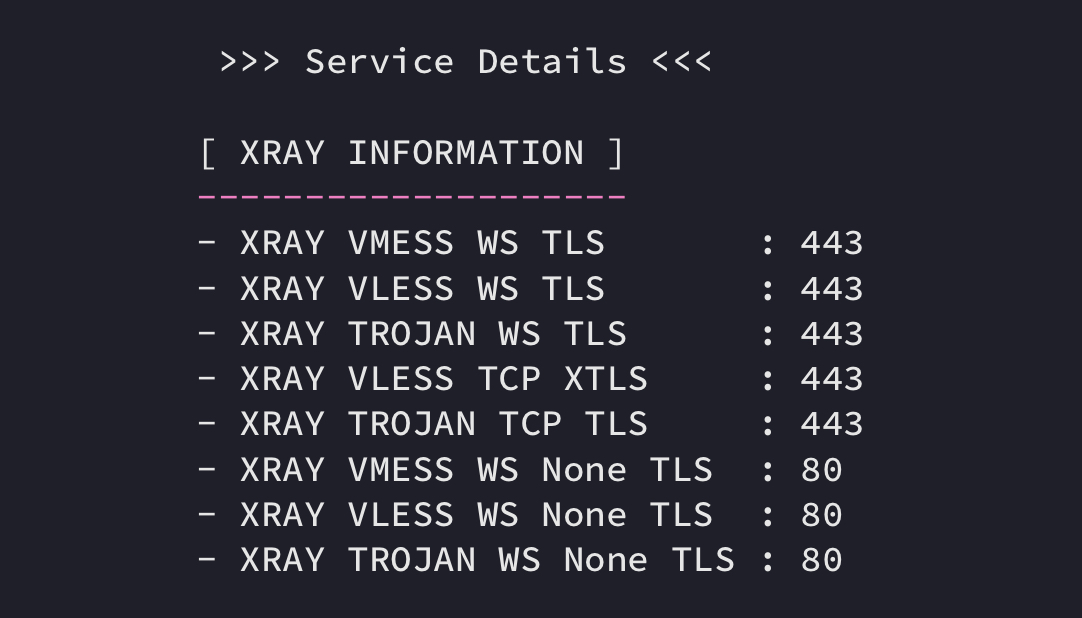 >>> Service Details <<<
[ XRAY INFORMATION ]
--------------------
- XRAY VMESS WS TLS       : 443
- XRAY VLESS WS TLS       : 443
- XRAY TROJAN WS TLS      : 443
- XRAY VLESS TCP XTLS     : 443
- XRAY TROJAN TCP TLS     : 443
- XRAY VMESS WS None TLS  : 80
- XRAY VLESS WS None TLS  : 80
- XRAY TROJAN WS None TLS : 80